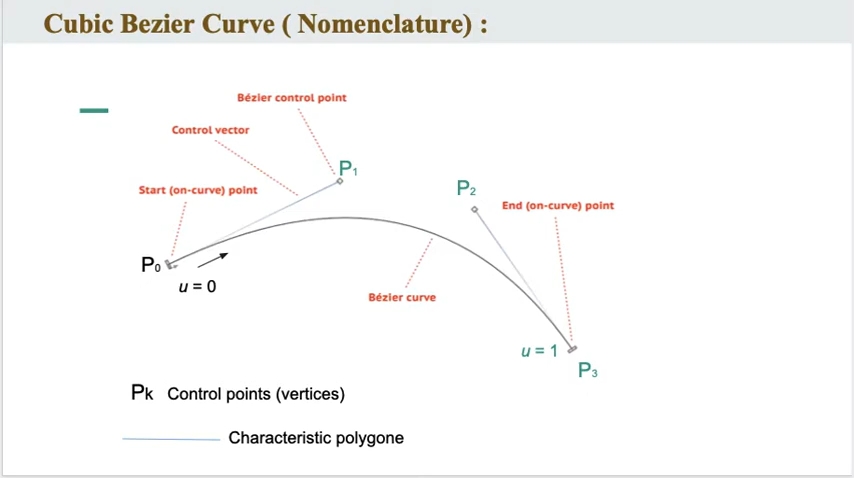 Cubic Bezier Curve ( Nomenclature) :
Bézier control point
Control vector
P1
Start (on-curve) point
P2
End (on-curve) point
P0
u = 0
Bézier curve
u = 1
P3
Pk Control points (vertices)
Characteristic polygone